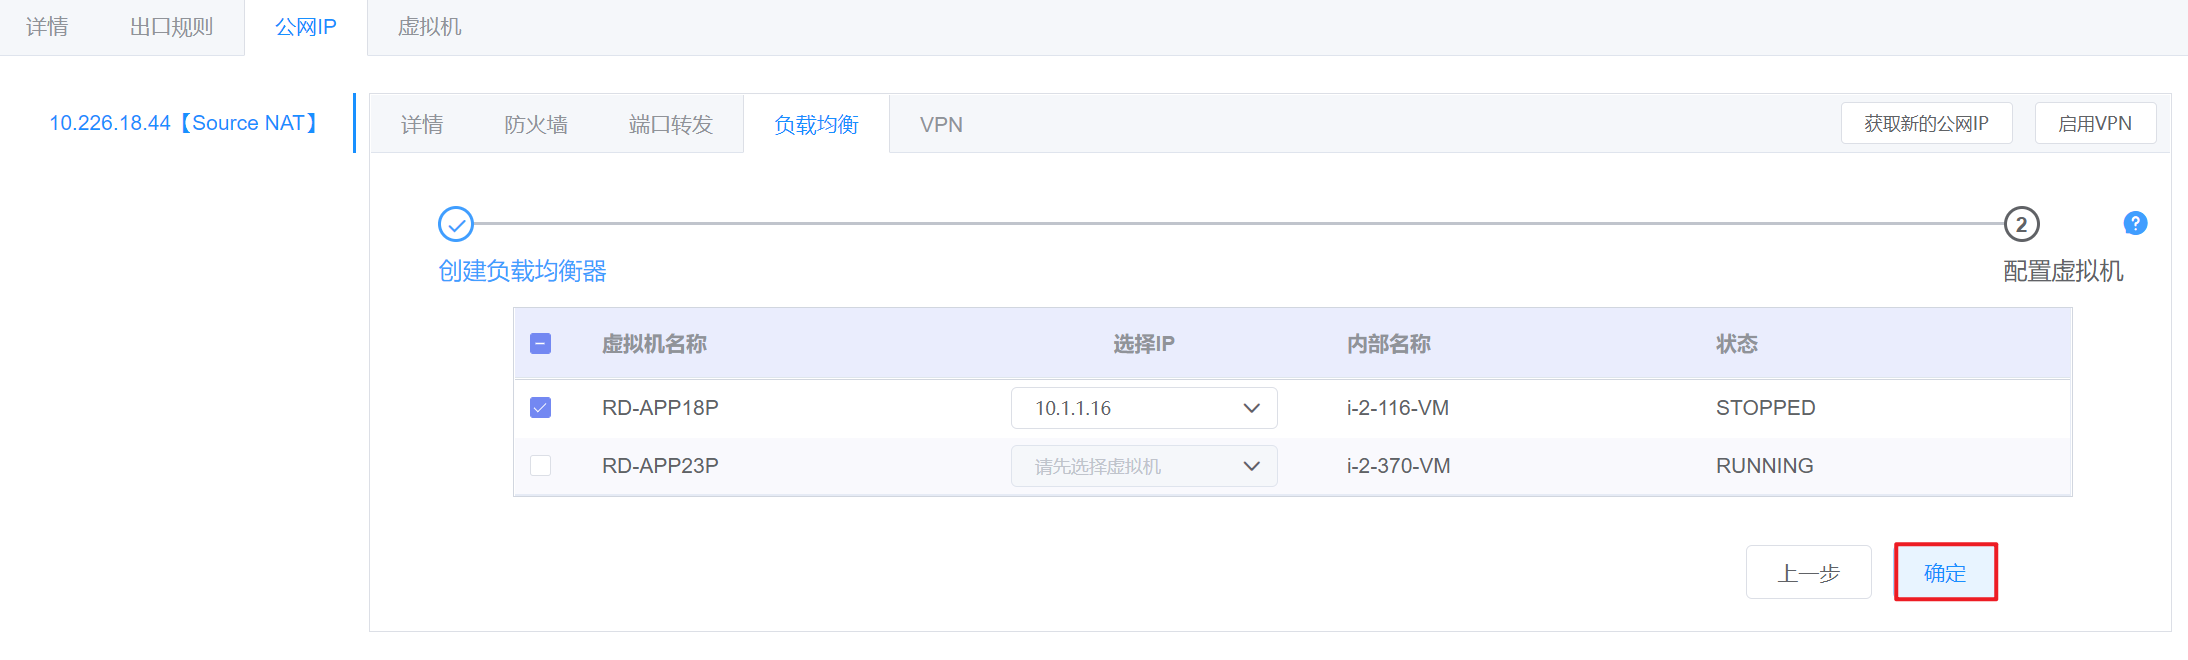 详情 出口规则 公网IP 虚拟机
10.226.18.44【Source NAT】
详情 防火墙 端口转发 负载均衡 VPN 获取新的公网IP 启用VPN
2 ?
创建负载均衡器 配置虚拟机
虚拟机名称 选择IP 内部名称 状态
RD-APP18P 10.1.1.16 i-2-116-VM STOPPED
RD-APP23P 请先选择虚拟机 i-2-370-VM RUNNING
上一步 确定